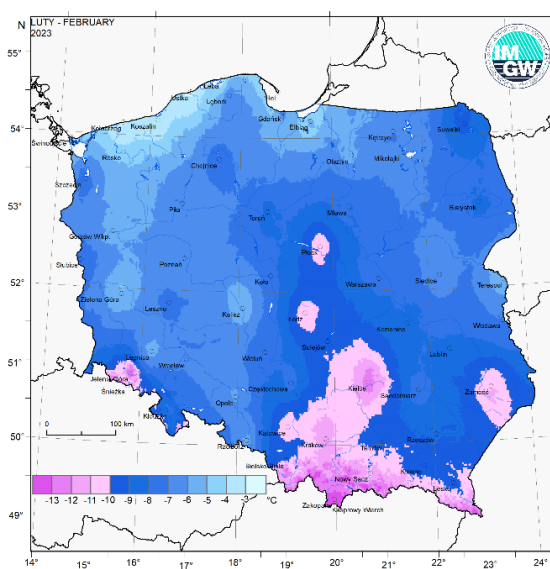 N
LUTY - FEBRUARY
2023
IM
GW
55°
54°
53°
52°
51°
50°
49°
Łeba
Ustka
Lębork
Hel
Kołobrzeg
Koszalin
Gdańsk
Elbląg
Suwałki
Świnoujście
Resko
Chojnice
Kętrzyn
Olsztyn
Mikołajki
Szczecin
Piła
Toruń
Mława
Białystok
Gorzów Wlkp.
Płock
Słubice
Poznań
Koło
Warszawa
Siedlce
Terespol
Zielona Góra
Leszno
Kalisz
Łódź
Kozienice
Włodawa
Sulejów
Legnica
Wrocław
Wieluń
Lublin
Jelenia Góra
Śnieżka
Częstochowa
Kielce
Sandomierz
Zamość
Kłodzko
Opole
Katowice
Kraków
Tarnów
Rzeszów
Racibórz
Bielsko-Biała
Nowy Sącz
Krosno
Lesko
Zakopane
Kasprowy Wierch
0 100 km
-13 -12 -11 -10 -9 -8 -7 -6 -5 -4 -3 °C
14° 15° 16° 17° 18° 19° 20° 21° 22° 23° 24°